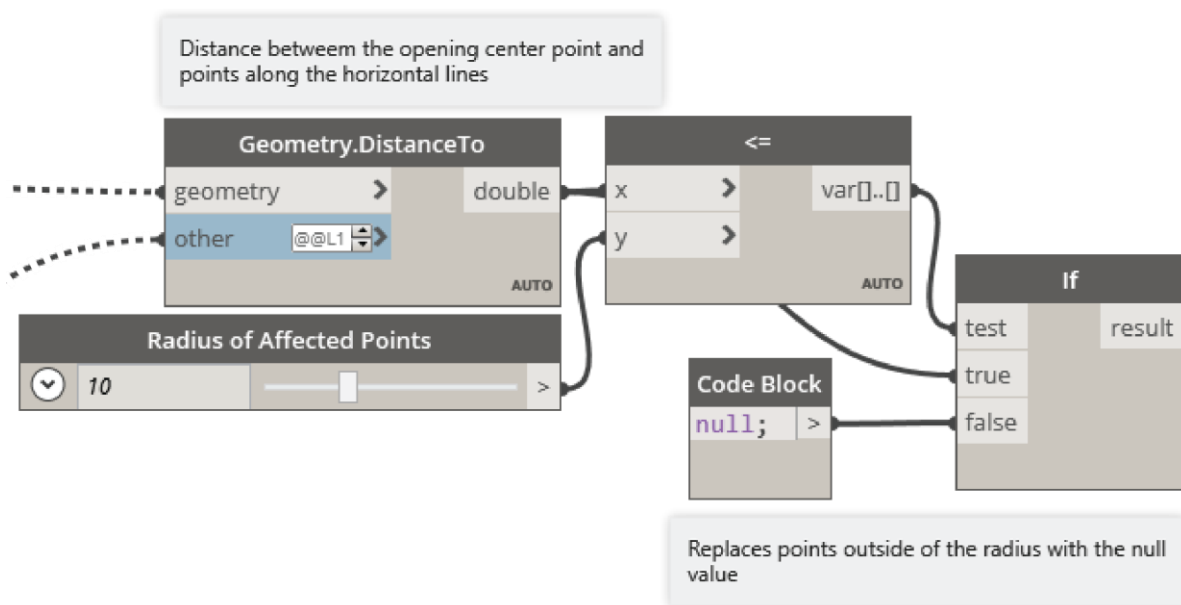 Distance betweem the opening center point and
points along the horizontal lines
Geometry.DistanceTo
geometry > double
other @@L1 >
AUTO
<=
x > var[]..[]
y >
AUTO
Radius of Affected Points
10 >
If
test result
true
false
Code Block
null; >
Replaces points outside of the radius with the null
value